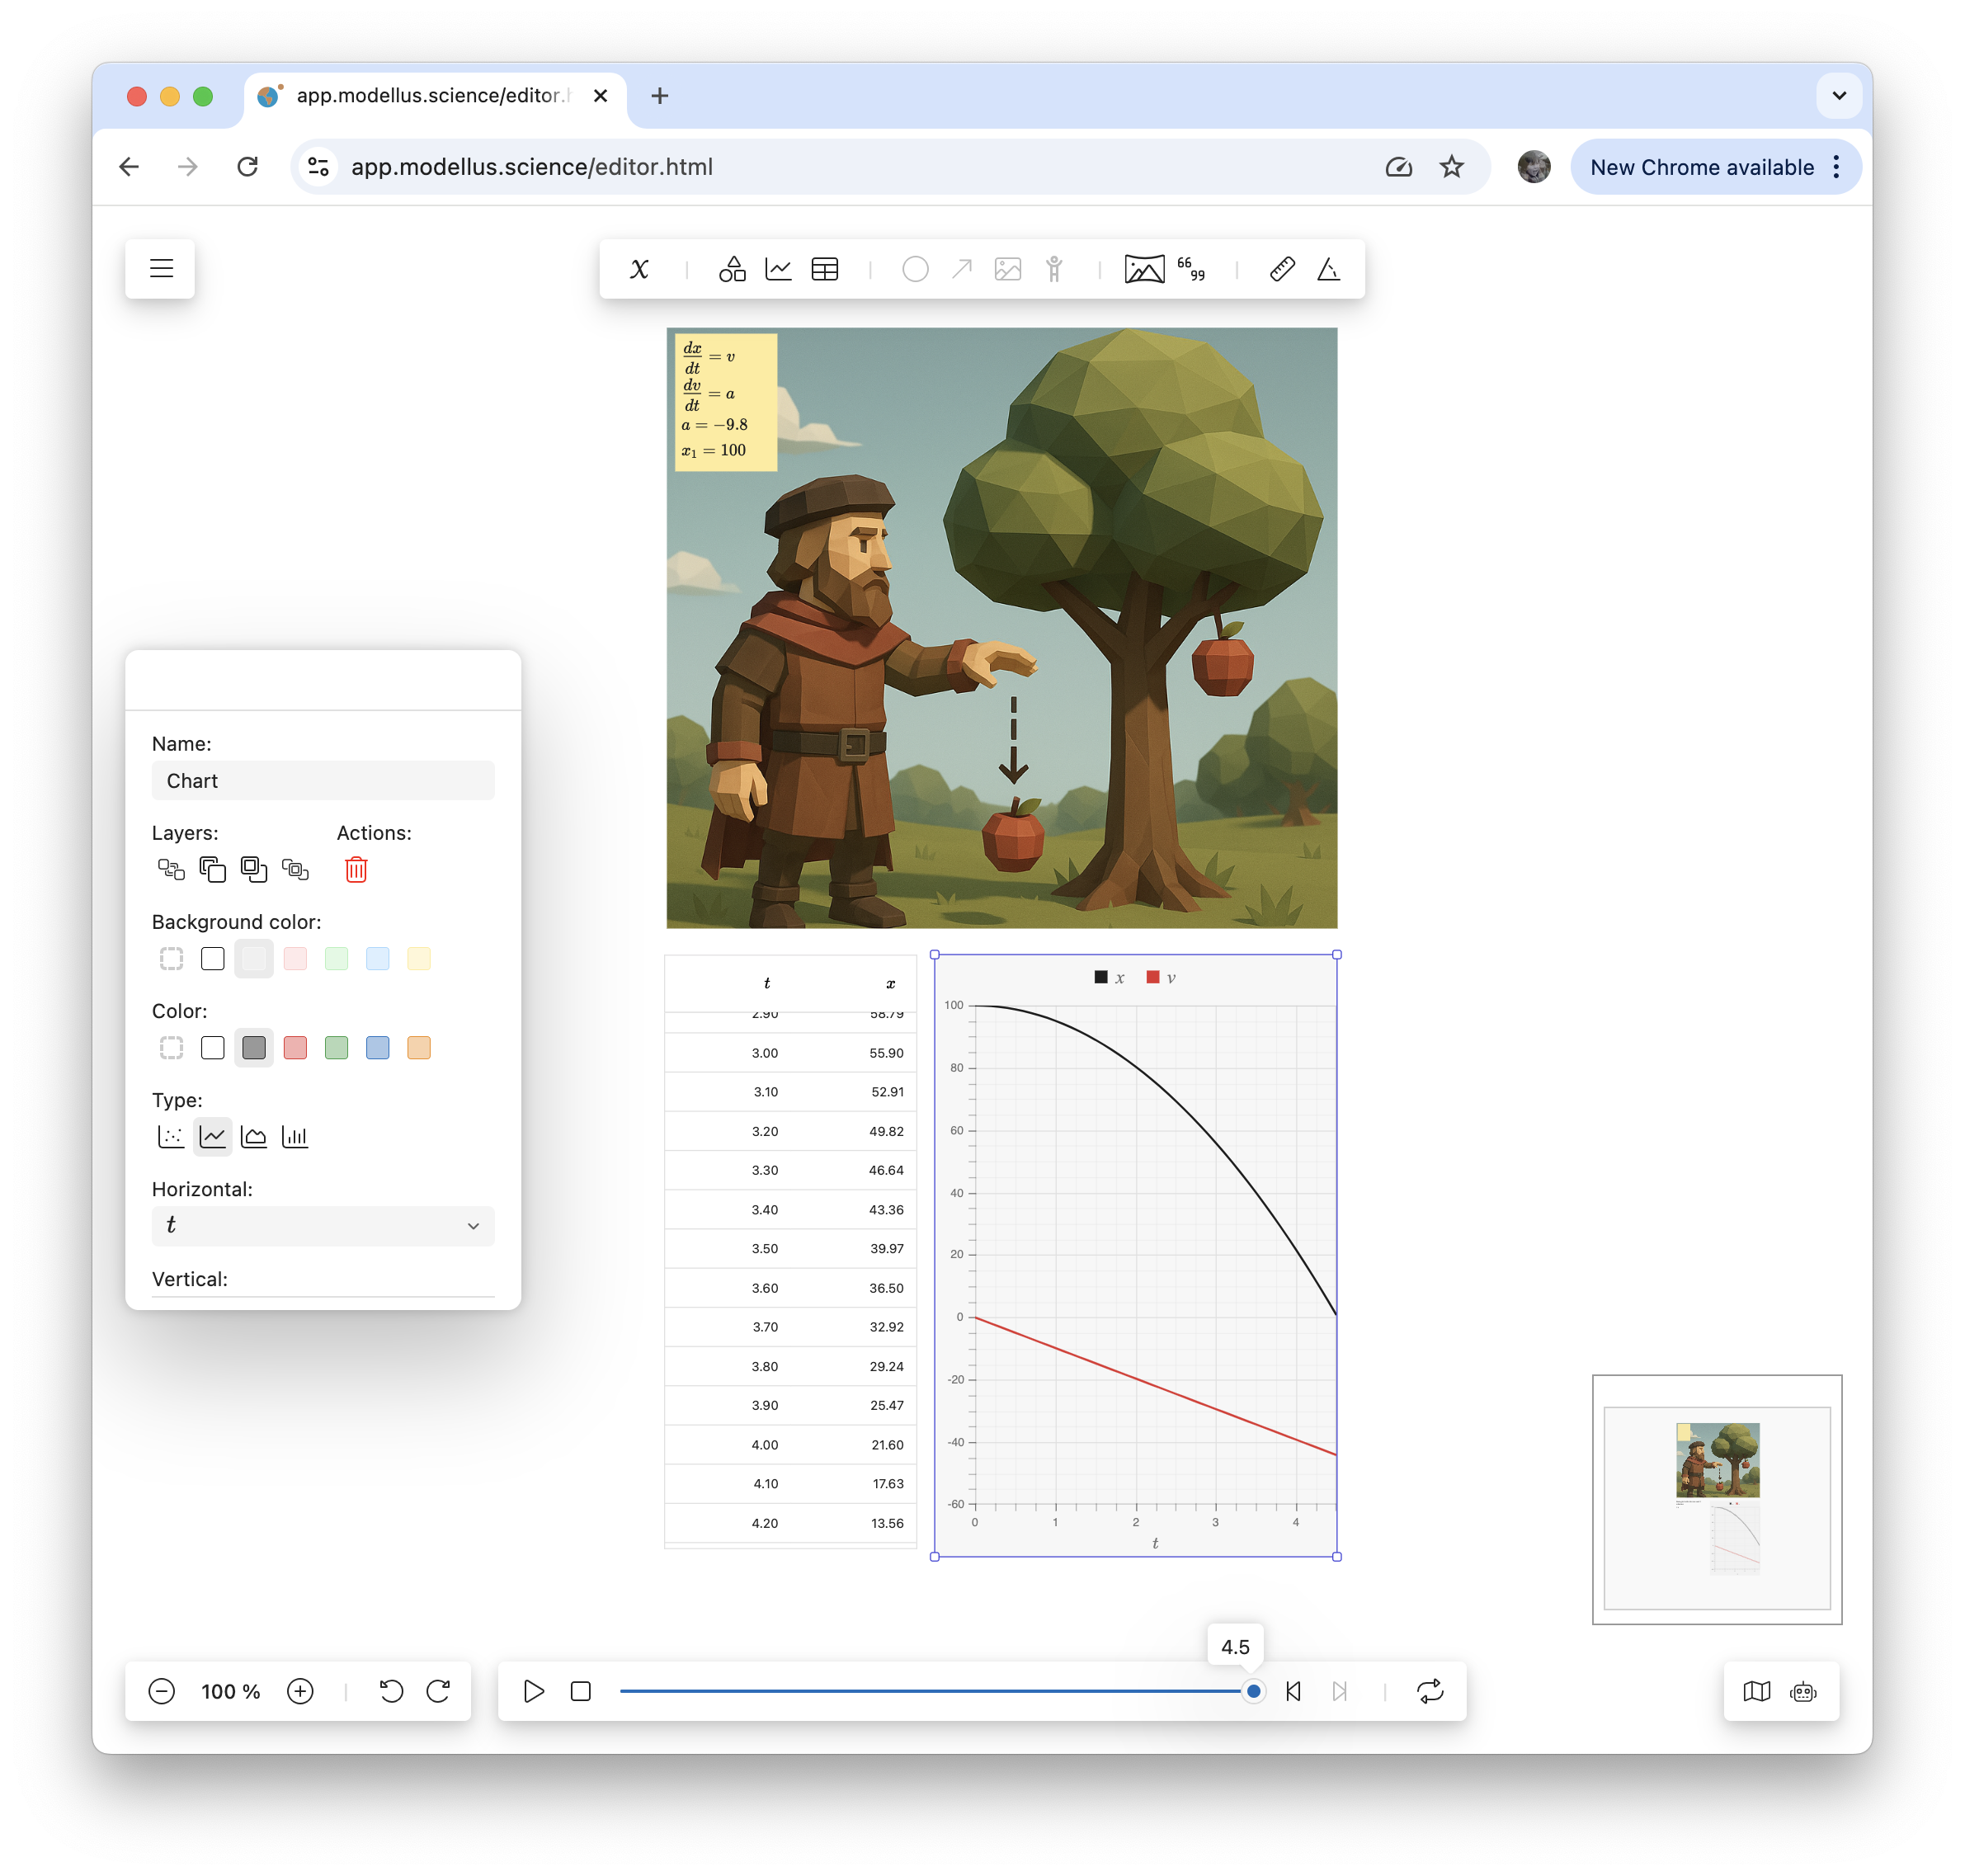 app.modellus.science/editor.h
app.modellus.science/editor.html
New Chrome available
x
66
99
dx/dt = v
dv/dt = a
a = −9.8
x₁ = 100
Name:
Chart
Layers: Actions:
Background color:
Color:
Type:
Horizontal:
t
Vertical:
t x
2.90 58.79
3.00 55.90
3.10 52.91
3.20 49.82
3.30 46.64
3.40 43.36
3.50 39.97
3.60 36.50
3.70 32.92
3.80 29.24
3.90 25.47
4.00 21.60
4.10 17.63
4.20 13.56
x v
100
80
60
40
20
0
-20
-40
-60
0 1 2 3 4
t
4.5
100 %